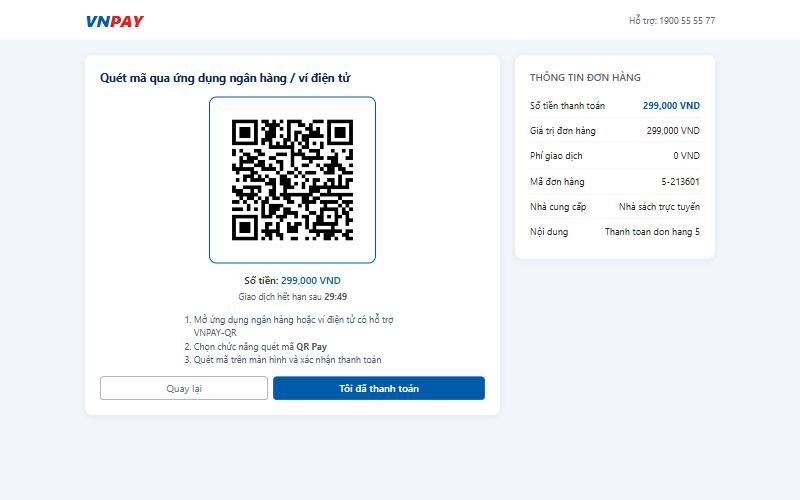 VNPAY
Hỗ trợ: 1900 55 55 77
Quét mã qua ứng dụng ngân hàng / ví điện tử
Số tiền: 299,000 VND
Giao dịch hết hạn sau 29:49
1. Mở ứng dụng ngân hàng hoặc ví điện tử có hỗ trợ
VNPAY-QR
2. Chọn chức năng quét mã QR Pay
3. Quét mã trên màn hình và xác nhận thanh toán
Quay lại
Tôi đã thanh toán
THÔNG TIN ĐƠN HÀNG
Số tiền thanh toán 299,000 VND
Giá trị đơn hàng 299,000 VND
Phí giao dịch 0 VND
Mã đơn hàng 5-213601
Nhà cung cấp Nhà sách trực tuyến
Nội dung Thanh toan don hang 5